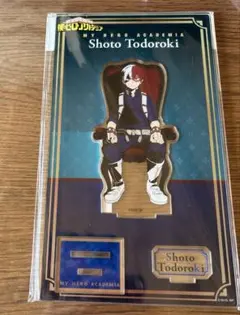 僕のヒーローアカデミア
MY HERO ACADEMIA
Shoto Todoroki
Shoto
Todoroki
MY HERO ACADEMIA